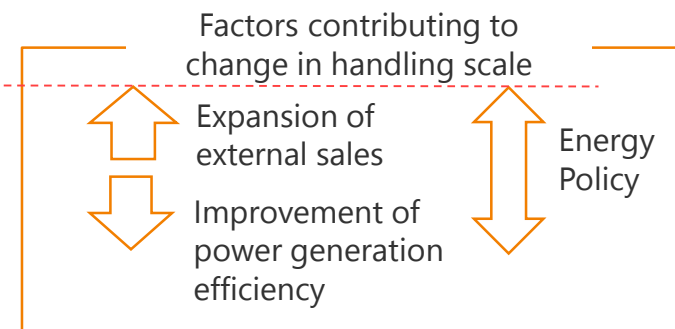 Factors contributing to
change in handling scale
Expansion of
external sales
Improvement of
power generation
efficiency
Energy
Policy